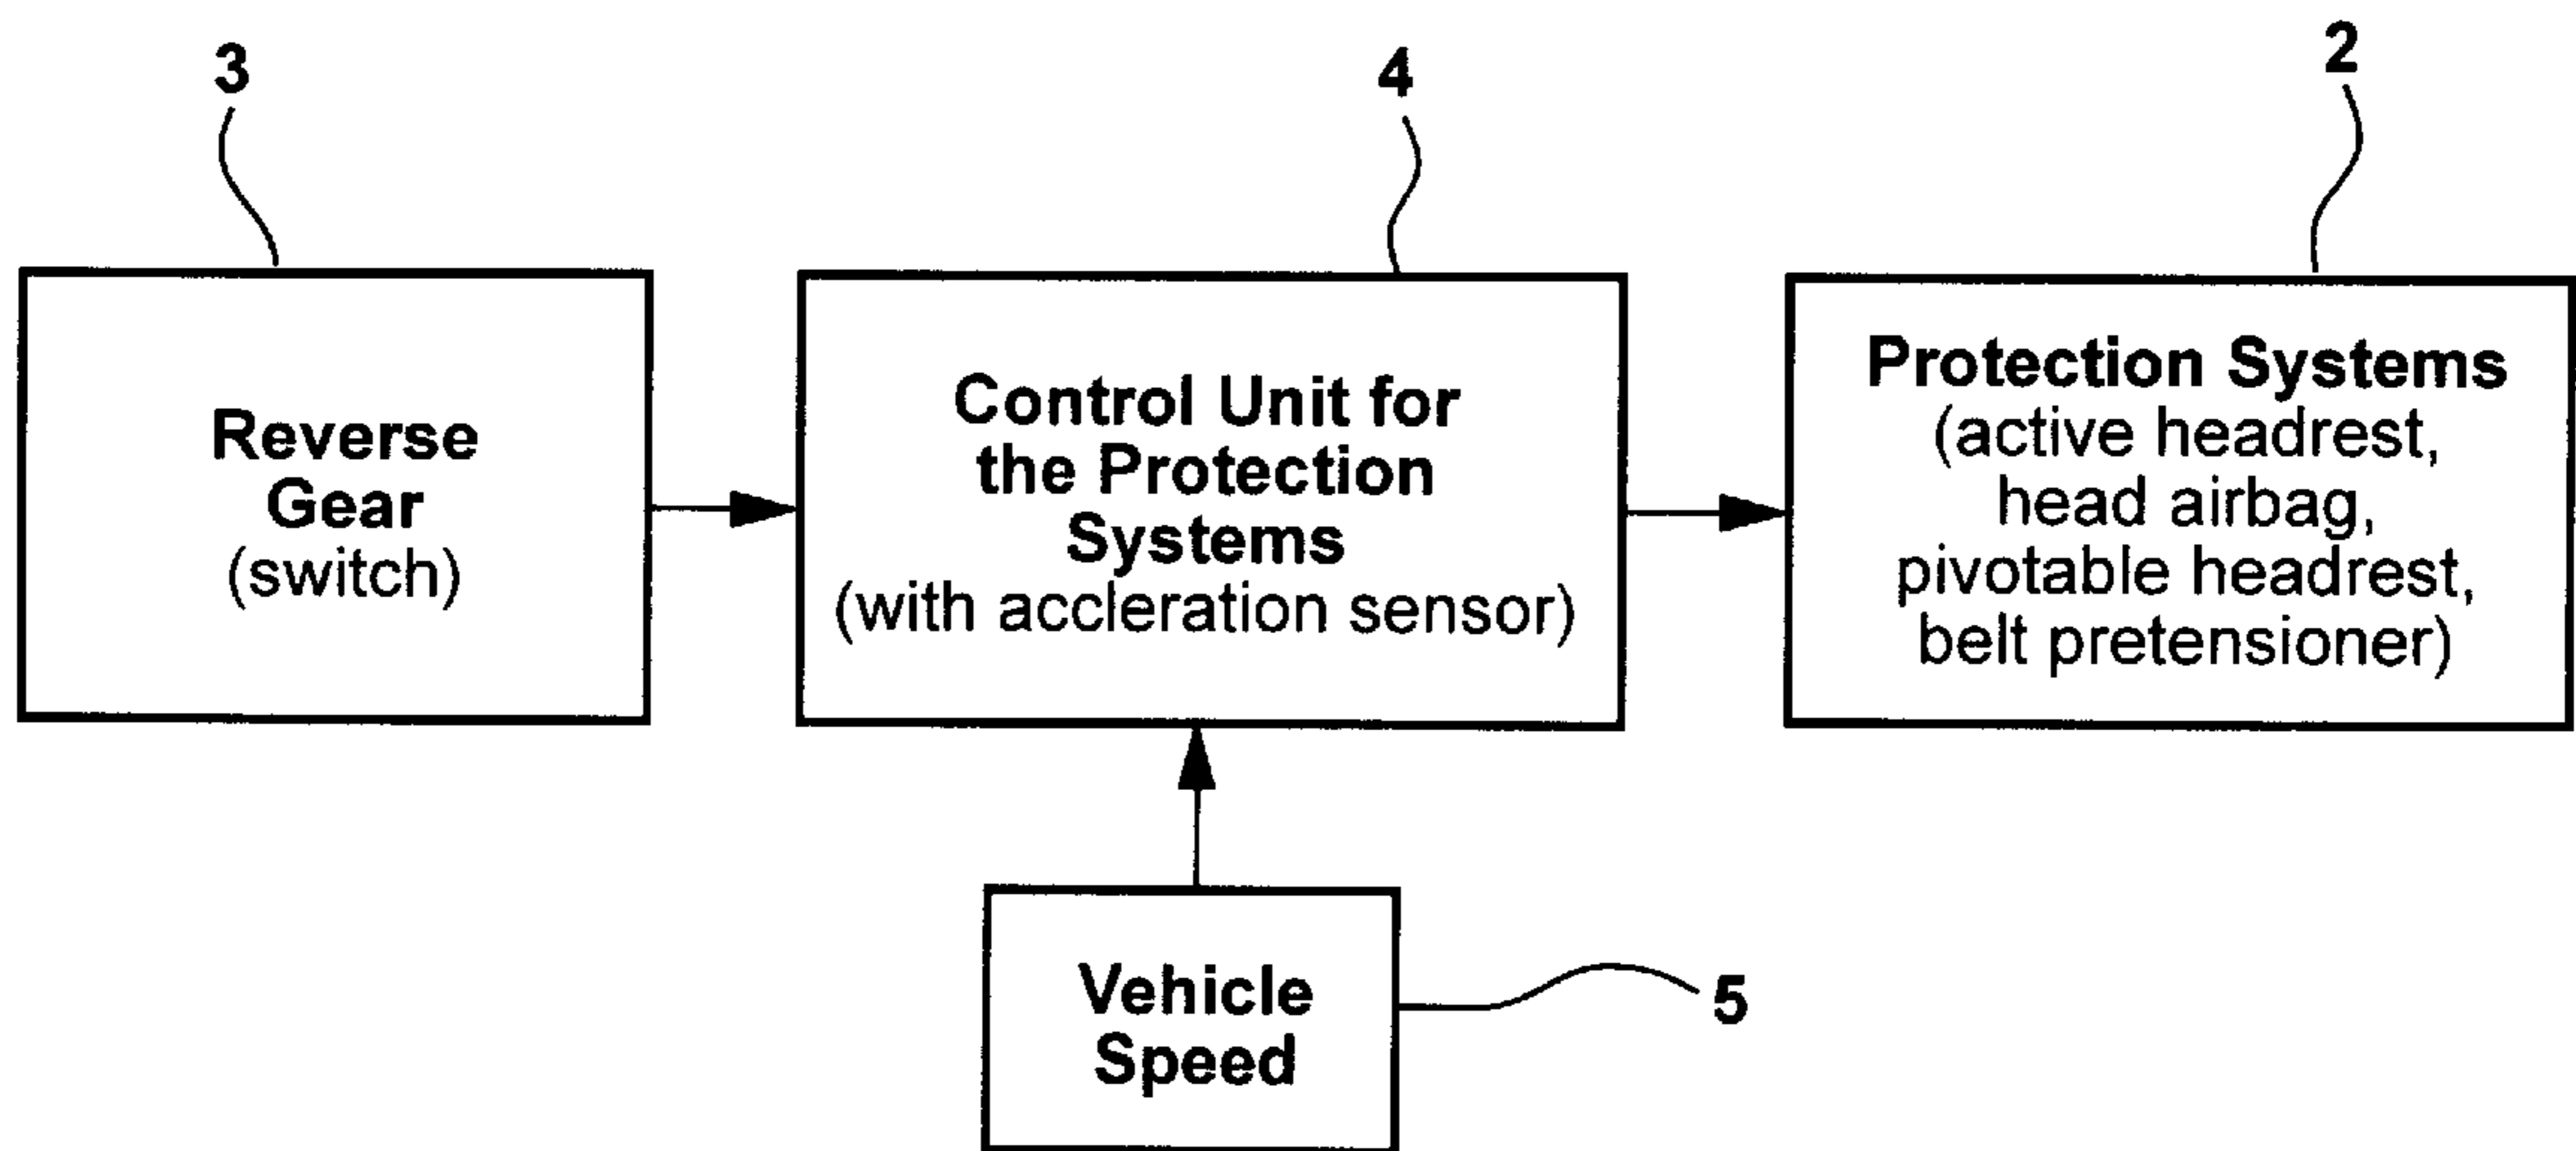 3
4
2
Reverse
Gear
(switch)
Control Unit for
the Protection
Systems
(with accleration sensor)
Protection Systems
(active headrest,
head airbag,
pivotable headrest,
belt pretensioner)
Vehicle
Speed
5